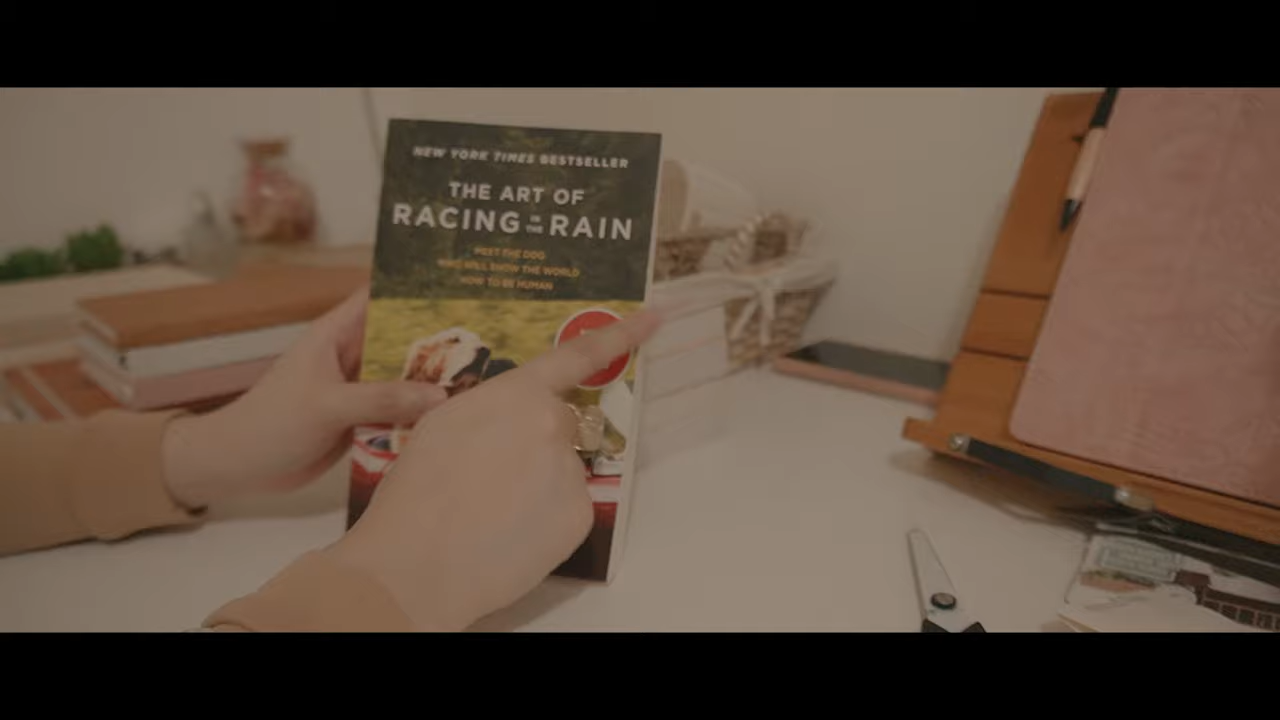 NEW YORK TIMES BESTSELLER
THE ART OF
RACING IN THE RAIN
MEET THE DOG
WHO WILL SHOW THE WORLD
HOW TO BE HUMAN